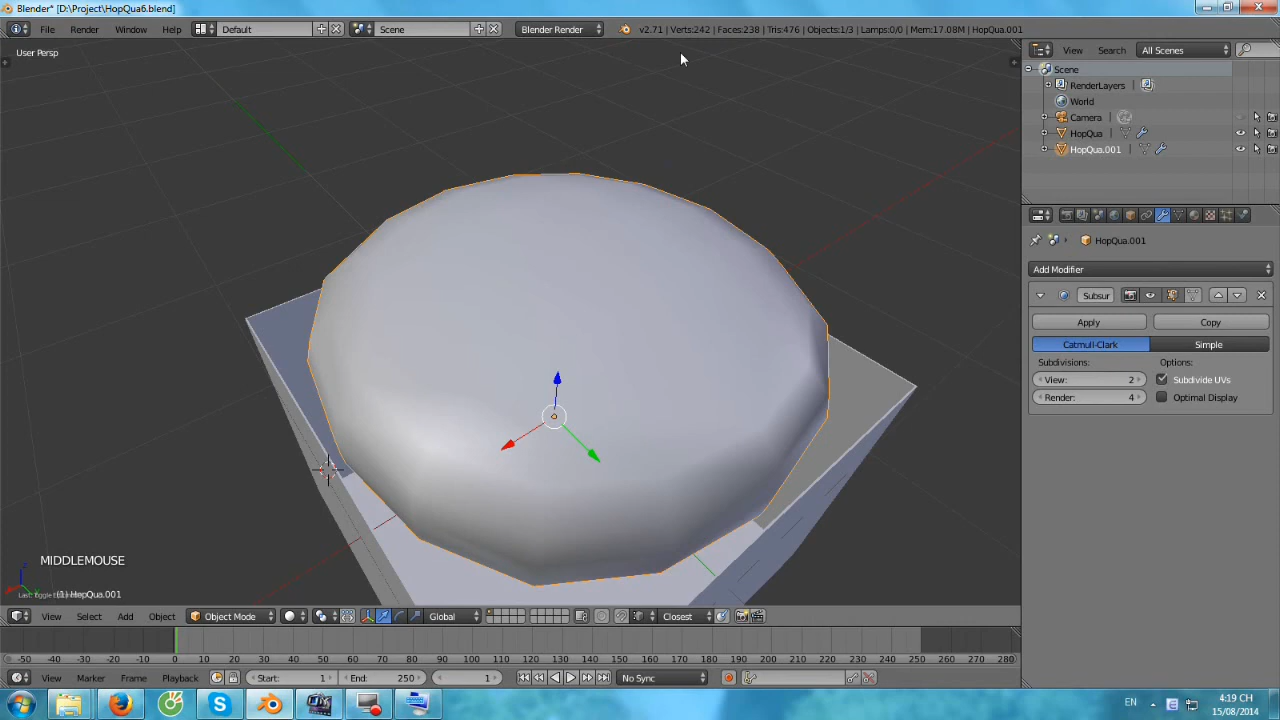 Blender* [D:\Project\HopQua6.blend]
File Render Window Help Default Scene Blender Render v2.71 | Verts:242 | Faces:238 | Tris:476 | Objects:1/3 | Lamps:0/0 | Mem:17.08M | HopQua.001
User Persp
View Search All Scenes
Scene
RenderLayers
World
Camera
HopQua
HopQua.001
HopQua.001
Add Modifier
Subsur
Apply Copy
Catmull-Clark Simple
Subdivisions: Options:
View: 2 Subdivide UVs
Render: 4 Optimal Display
MIDDLEMOUSE
(1) HopQua.001
View Select Add Object Object Mode Global Closest
-50 -40 -30 -20 -10 0 10 20 30 40 50 60 70 80 90 100 110 120 130 140 150 160 170 180 190 200 210 220 230 240 250 260 270 280
View Marker Frame Playback Start: 1 End: 250 1 No Sync
EN 4:19 CH
15/08/2014